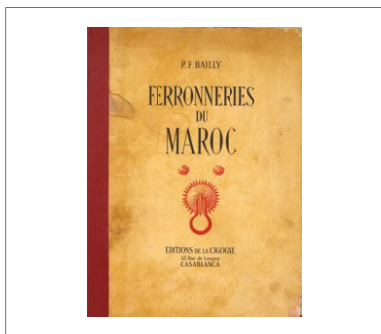 P. F. BAILLY
FERRONNERIES
DU
MAROC
EDITIONS DE LA CIGOGNE
CASABLANCA